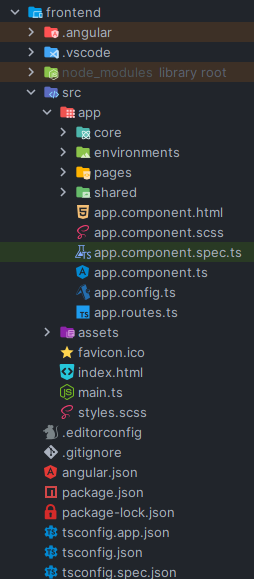 frontend
.angular
.vscode
node_modules library root
src
app
core
environments
pages
shared
app.component.html
app.component.scss
app.component.spec.ts
app.component.ts
app.config.ts
app.routes.ts
assets
favicon.ico
index.html
main.ts
styles.scss
.editorconfig
.gitignore
angular.json
package.json
package-lock.json
tsconfig.app.json
tsconfig.json
tsconfig.spec.json